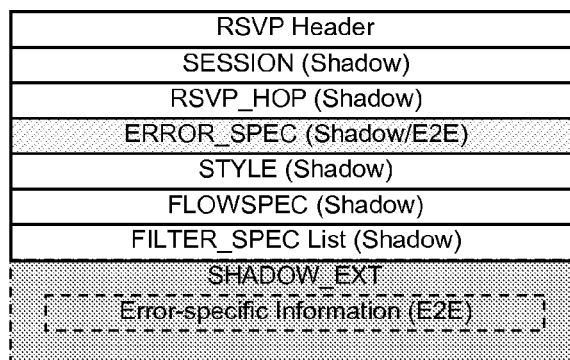 RSVP Header
SESSION (Shadow)
RSVP_HOP (Shadow)
ERROR_SPEC (Shadow/E2E)
STYLE (Shadow)
FLOWSPEC (Shadow)
FILTER_SPEC List (Shadow)
SHADOW_EXT
Error-specific Information (E2E)